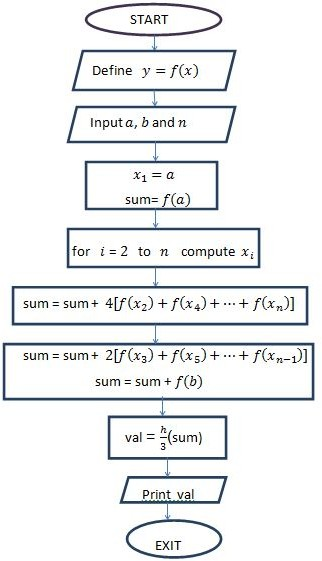 START
Define y = f(x)
Input a, b and n
x₁ = a
sum= f(a)
for i = 2 to n compute xᵢ
sum = sum + 4[f(x₂) + f(x₄) + ⋯ + f(xₙ)]
sum = sum + 2[f(x₃) + f(x₅) + ⋯ + f(xₙ₋₁)]
sum = sum + f(b)
val = h/3 (sum)
Print val
EXIT